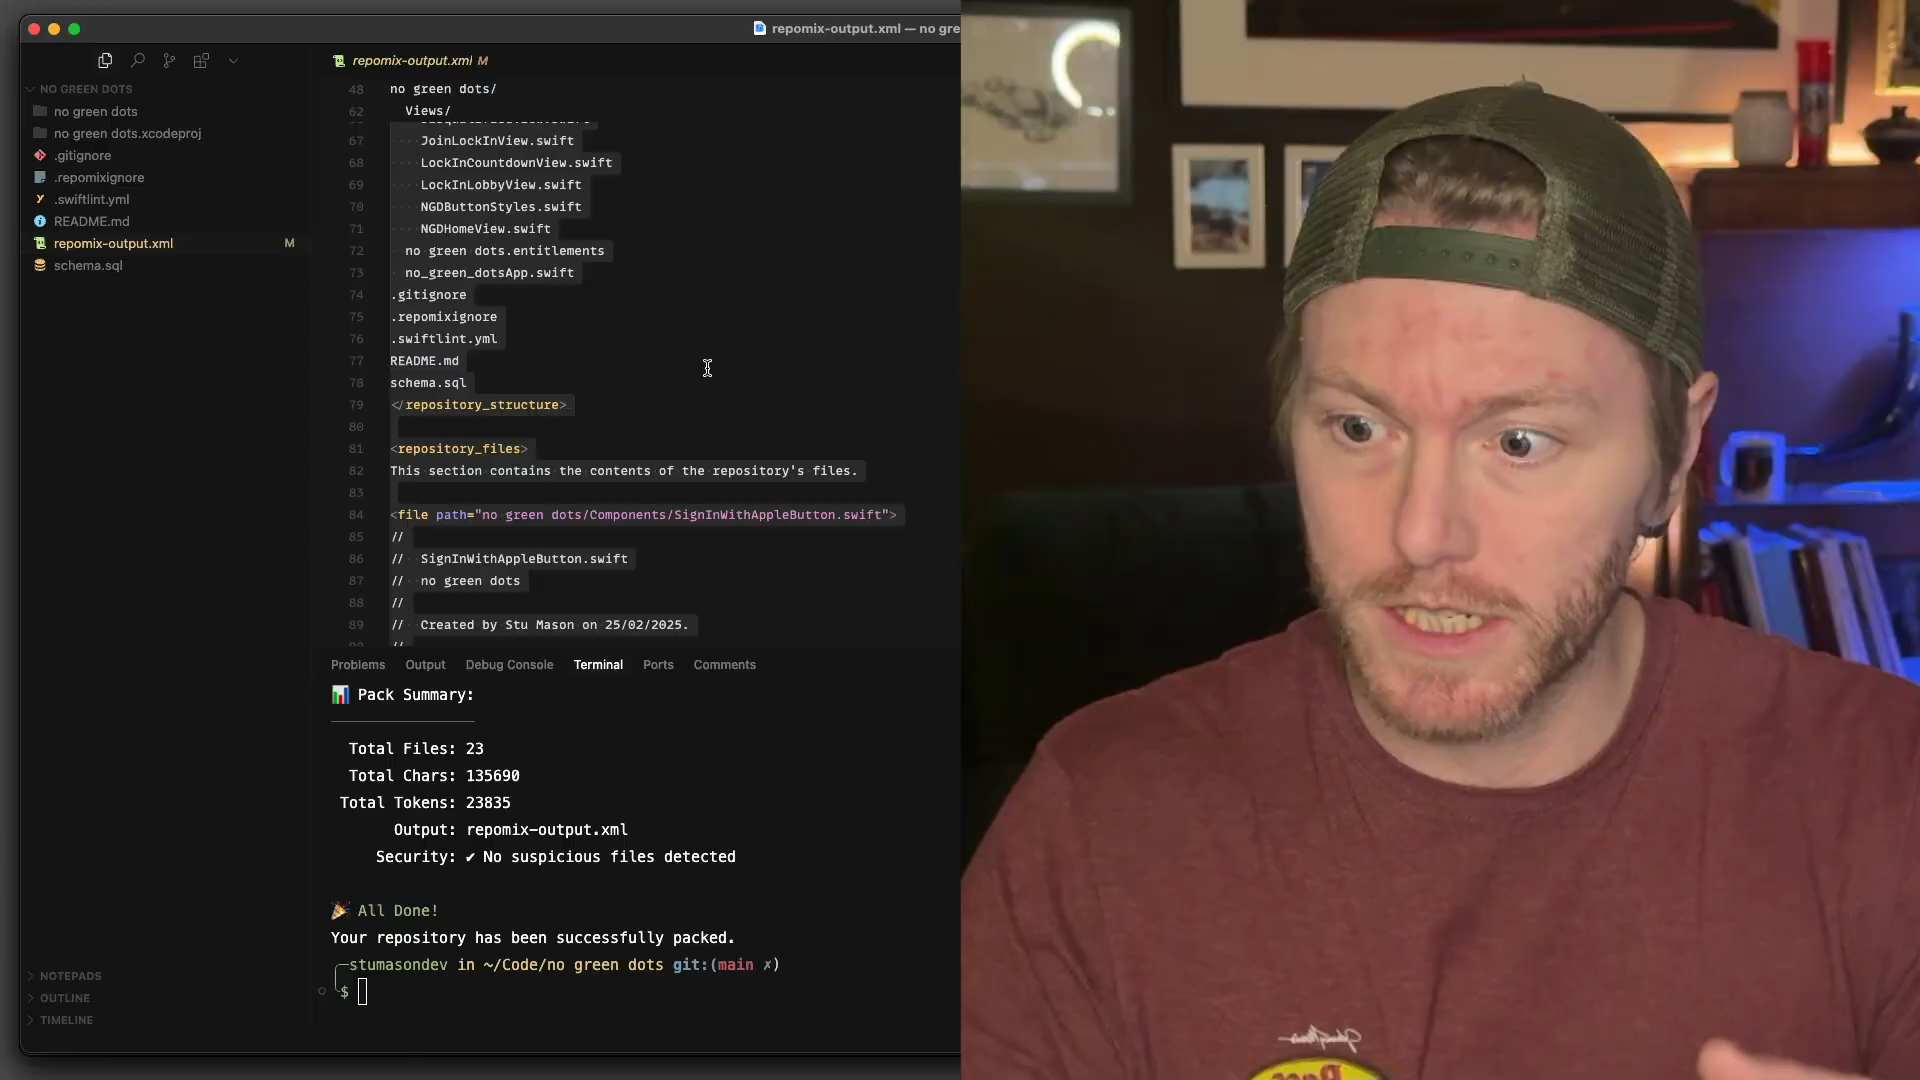 repomix-output.xml — no gre
NO GREEN DOTS
no green dots
no green dots.xcodeproj
.gitignore
.repomixignore
.swiftlint.yml
README.md
repomix-output.xml M
schema.sql
NOTEPADS
OUTLINE
TIMELINE
repomix-output.xml M
48 no green dots/
62 Views/
67 JoinLockInView.swift
68 LockInCountdownView.swift
69 LockInLobbyView.swift
70 NGDButtonStyles.swift
71 NGDHomeView.swift
72 no green dots.entitlements
73 no_green_dotsApp.swift
74 .gitignore
75 .repomixignore
76 .swiftlint.yml
77 README.md
78 schema.sql
79 </repository_structure>
80
81 <repository_files>
82 This section contains the contents of the repository's files.
83
84 <file path="no green dots/Components/SignInWithAppleButton.swift">
85 //
86 // SignInWithAppleButton.swift
87 // no green dots
88 //
89 // Created by Stu Mason on 25/02/2025.
Problems Output Debug Console Terminal Ports Comments
📊 Pack Summary:
Total Files: 23
Total Chars: 135690
Total Tokens: 23835
Output: repomix-output.xml
Security: ✔ No suspicious files detected
🎉 All Done!
Your repository has been successfully packed.
stumasondev in ~/Code/no green dots git:(main ✗)
$